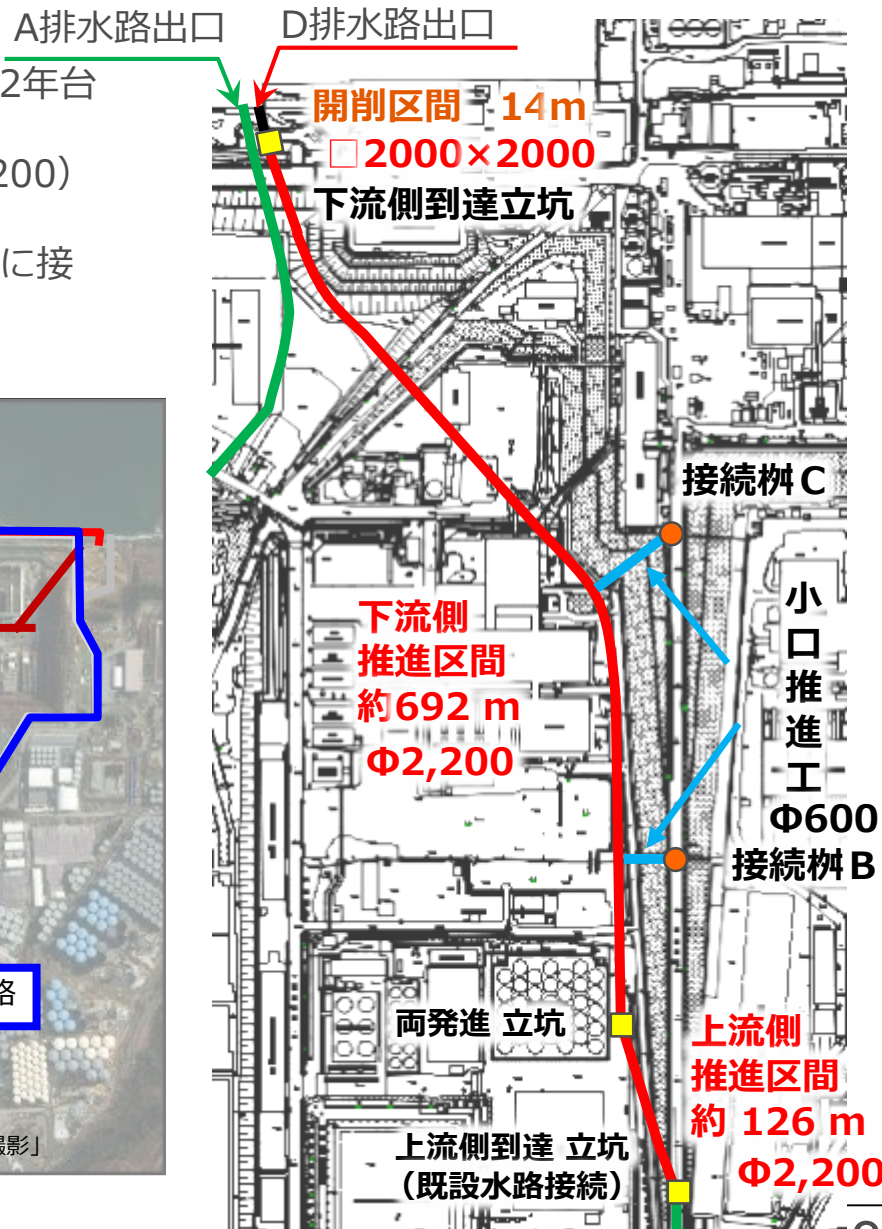 A排水路出口
D排水路出口
2年台
200）
に接
開削区間 14m
□2000×2000
下流側到達立坑
接続桝C
下流側
推進区間
約692 m
Φ2,200
小口推進工
Φ600
接続桝B
両発進 立坑
上流側
推進区間
約 126 m
Φ2,200
上流側到達 立坑
（既設水路接続）
路
撮影」